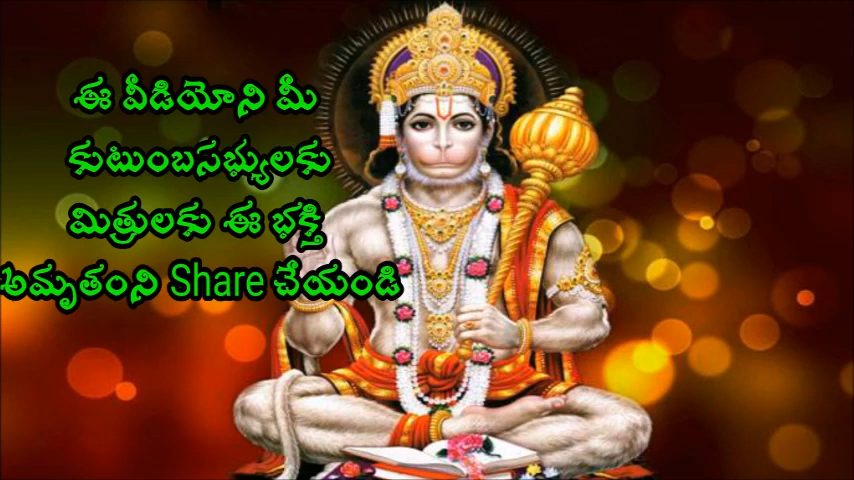 ఈ వీడియోని మీ
కుటుంబసభ్యులకు
మిత్రులకు ఈ భక్తి
అమృతంని Share చేయండి